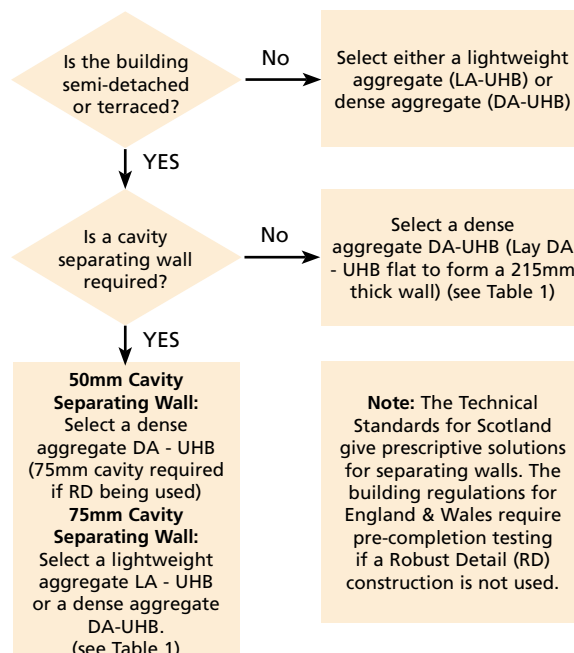 Is the building
semi-detached
or terraced?
No
Select either a lightweight
aggregate (LA-UHB) or
dense aggregate (DA-UHB)
YES
Is a cavity
separating wall
required?
No
Select a dense
aggregate DA-UHB (Lay DA
- UHB flat to form a 215mm
thick wall) (see Table 1)
YES
50mm Cavity
Separating Wall:
Select a dense
aggregate DA - UHB
(75mm cavity required
if RD being used)
75mm Cavity
Separating Wall:
Select a lightweight
aggregate LA - UHB
or a dense aggregate
DA-UHB.
(see Table 1)
Note: The Technical
Standards for Scotland
give prescriptive solutions
for separating walls. The
building regulations for
England & Wales require
pre-completion testing
if a Robust Detail (RD)
construction is not used.